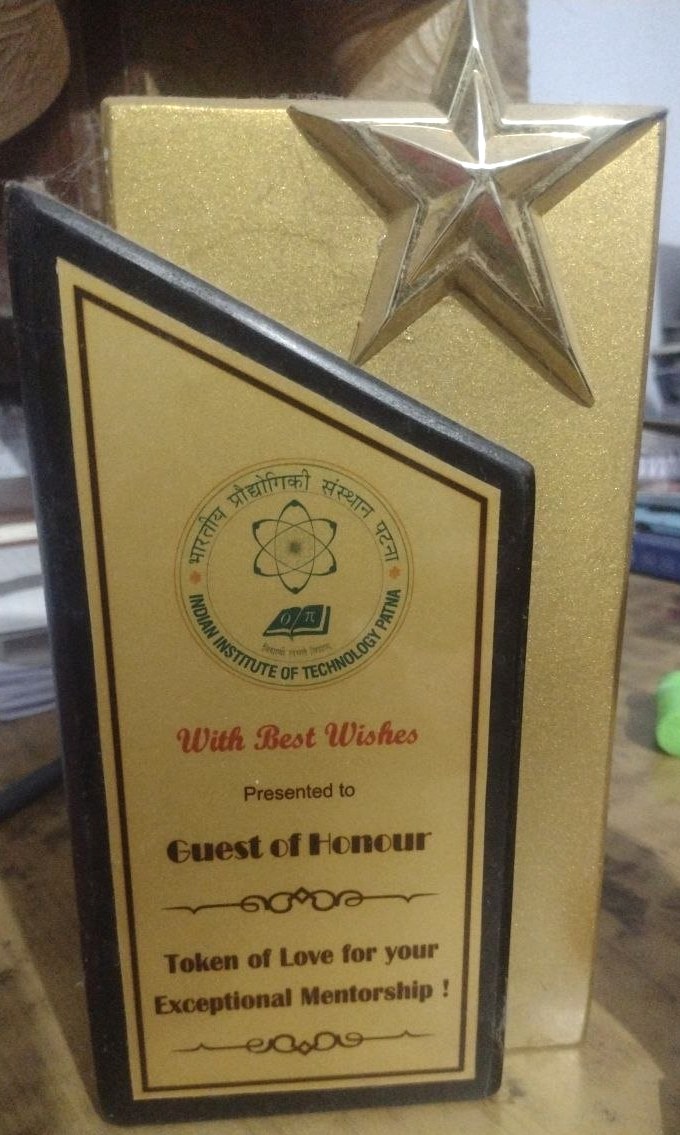 भारतीय प्रौद्योगिकी संस्थान पटना
INDIAN INSTITUTE OF TECHNOLOGY PATNA
With Best Wishes
Presented to
Guest of Honour
Token of Love for your
Exceptional Mentorship !